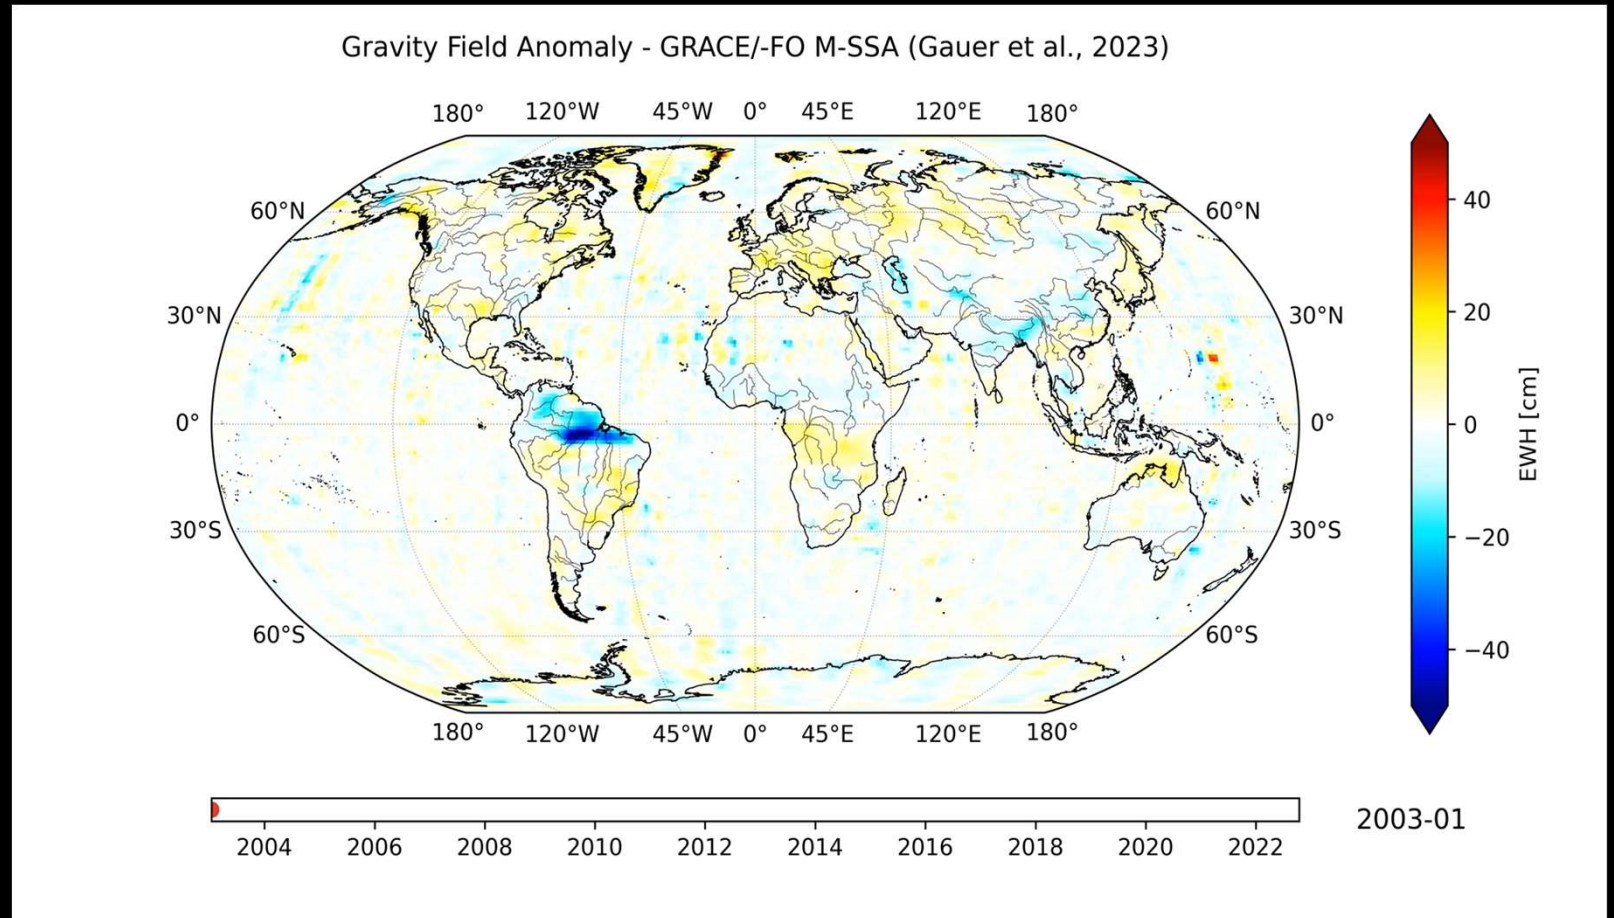 Gravity Field Anomaly - GRACE/-FO M-SSA (Gauer et al., 2023)
180° 120°W 45°W 0° 45°E 120°E 180°
60°N 60°N
30°N 30°N
0° 0°
30°S 30°S
60°S 60°S
180° 120°W 45°W 0° 45°E 120°E 180°
40
20
0
−20
−40
EWH [cm]
2003-01
2004 2006 2008 2010 2012 2014 2016 2018 2020 2022